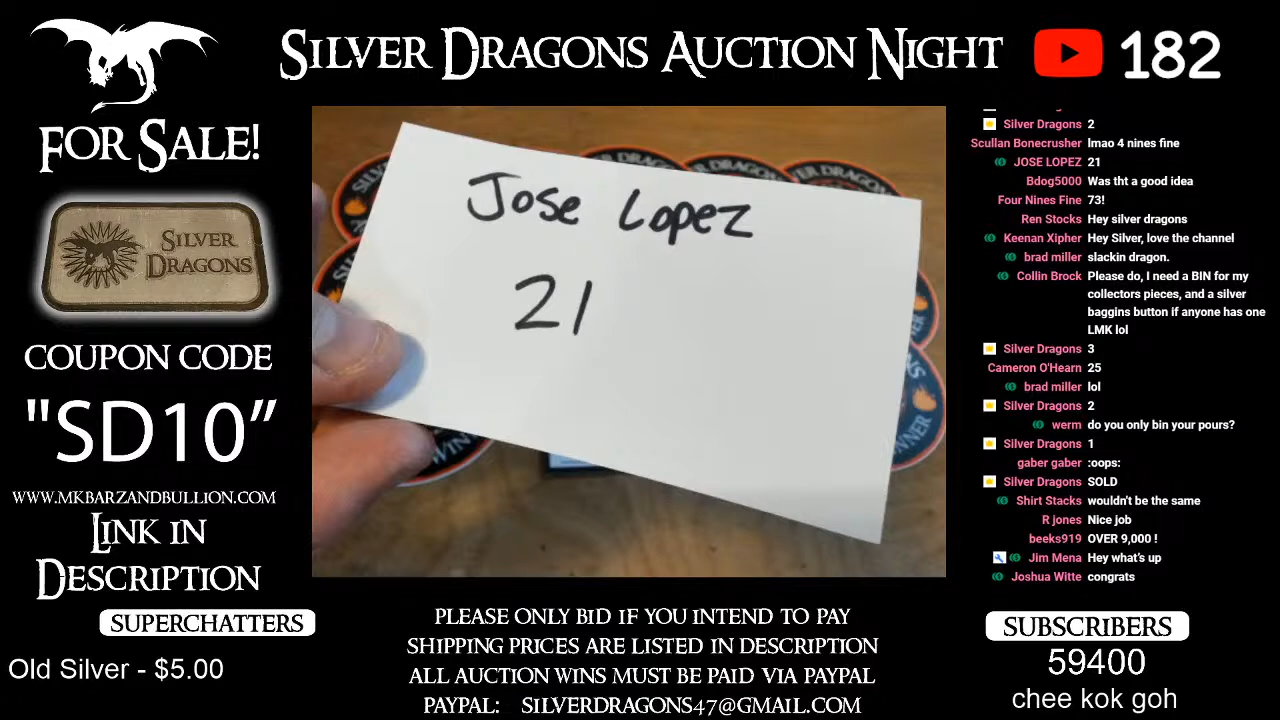 SILVER DRAGONS AUCTION NIGHT
182
FOR SALE!
SILVER
DRAGONS
COUPON CODE
"SD10"
WWW.MKBARZANDBULLION.COM
LINK IN
DESCRIPTION
SUPERCHATTERS
Old Silver - $5.00
Jose Lopez
21
Silver Dragons 2
Scullan Bonecrusher lmao 4 nines fine
JOSE LOPEZ 21
Bdog5000 Was tht a good idea
Four Nines Fine 73!
Ren Stocks Hey silver dragons
Keenan Xipher Hey Silver, love the channel
brad miller slackin dragon.
Collin Brock Please do, I need a BIN for my
collectors pieces, and a silver
baggins button if anyone has one
LMK lol
Silver Dragons 3
Cameron O'Hearn 25
brad miller lol
Silver Dragons 2
werm do you only bin your pours?
Silver Dragons 1
gaber gaber :oops:
Silver Dragons SOLD
Shirt Stacks wouldn't be the same
R jones Nice job
beeks919 OVER 9,000 !
Jim Mena Hey what's up
Joshua Witte congrats
PLEASE ONLY BID IF YOU INTEND TO PAY
SHIPPING PRICES ARE LISTED IN DESCRIPTION
ALL AUCTION WINS MUST BE PAID VIA PAYPAL
PAYPAL: SILVERDRAGONS47@GMAIL.COM
SUBSCRIBERS
59400
chee kok goh